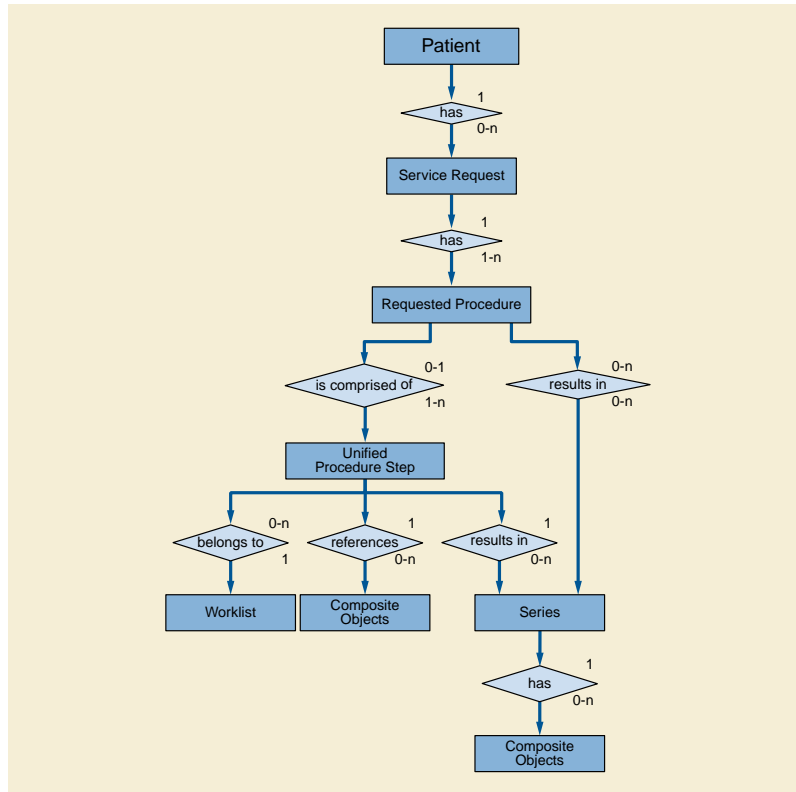 Patient
1
has
0-n
Service Request
1
has
1-n
Requested Procedure
0-1
is comprised of
1-n
0-n
results in
0-n
Unified
Procedure Step
0-n
belongs to
1
1
references
0-n
1
results in
0-n
Worklist
Composite
Objects
Series
1
has
0-n
Composite
Objects